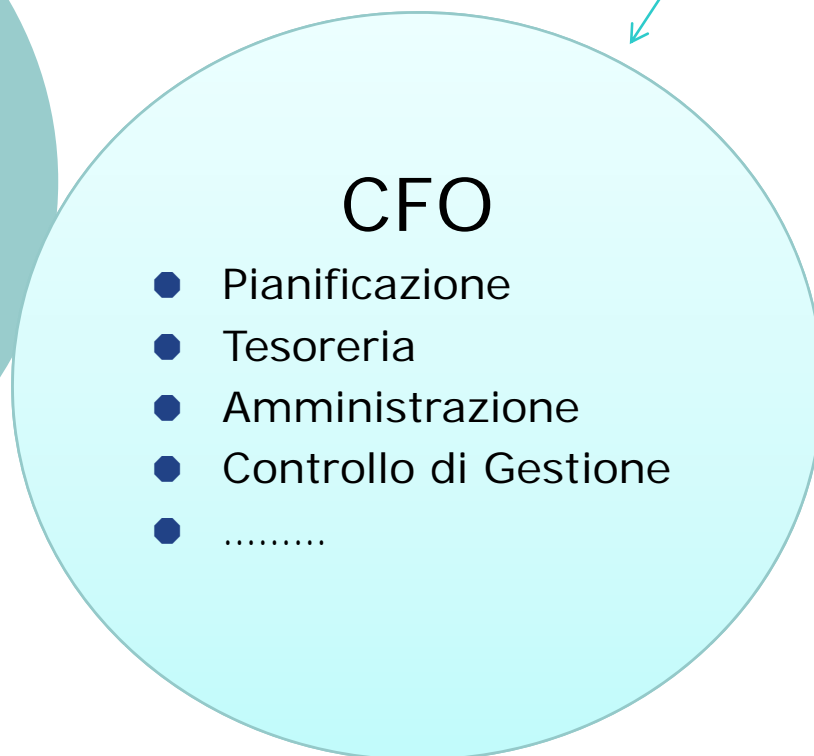 CFO
Pianificazione
Tesoreria
Amministrazione
Controllo di Gestione
………